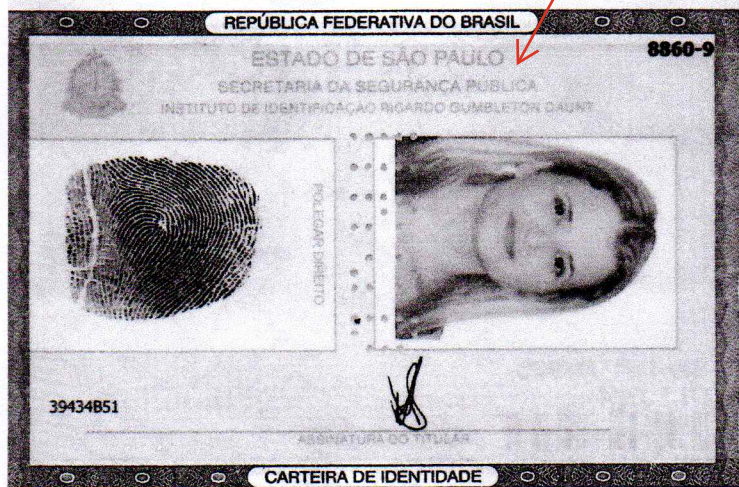 REPÚBLICA FEDERATIVA DO BRASIL
8860-9
ESTADO DE SÃO PAULO
SECRETARIA DA SEGURANÇA PÚBLICA
INSTITUTO DE IDENTIFICAÇÃO RICARDO GUMBLETON DAUNT
POLEGAR DIREITO
39434B51
ASSINATURA DO TITULAR
CARTEIRA DE IDENTIDADE